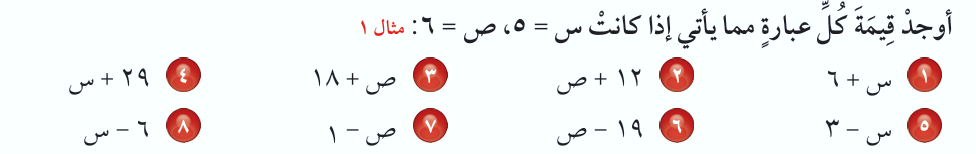 أوجدْ قِيمَةَ كُلِّ عبارةٍ مما يأتي إذا كانتْ س = ٥، ص = ٦: مثال ١
١ س + ٦ ٢ ١٢ + ص ٣ ص + ١٨ ٤ ٢٩ + س
٥ س – ٣ ٦ ١٩ – ص ٧ ص – ١ ٨ ٦ – س